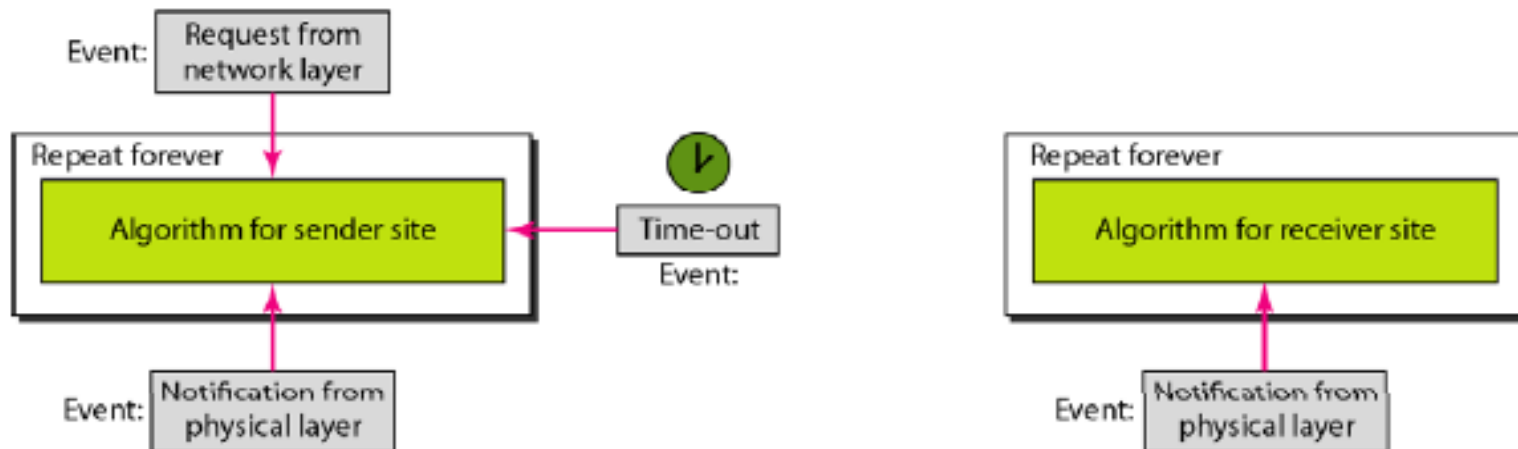 Event:
Request from
network layer
Repeat forever
Algorithm for sender site
Time-out
Event:
Event:
Notification from
physical layer
Repeat forever
Algorithm for receiver site
Event:
Notification from
physical layer